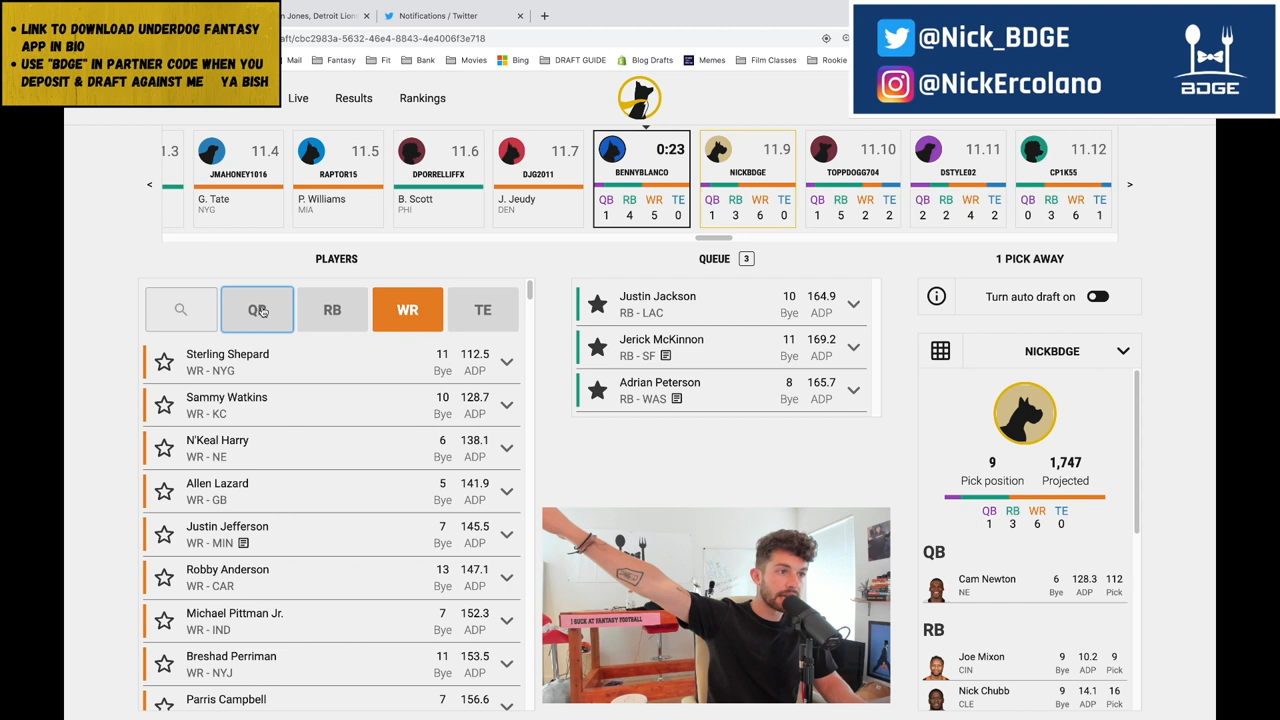 • LINK TO DOWNLOAD UNDERDOG FANTASY
APP IN BIO
• USE "BDGE" IN PARTNER CODE WHEN YOU
DEPOSIT & DRAFT AGAINST ME YA BISH
n Jones, Detroit Lion
Notifications / Twitter
aft/cbc2983a-5632-46e4-8843-4e4006f3e718
Mail Fantasy Fit Bank Movies Bing DRAFT GUIDE Blog Drafts Memes Film Classes Rookie
@Nick_BDGE
@NickErcolano
BDGE
Live Results Rankings
1.3
11.4
JMAHONEY1016
G. Tate
NYG
11.5
RAPTOR15
P. Williams
MIA
11.6
DPORRELLIFFX
B. Scott
PHI
11.7
DJG2011
J. Jeudy
DEN
0:23
BENNYBLANCO
QB RB WR TE
1 4 5 0
11.9
NICKBDGE
QB RB WR TE
1 3 6 0
11.10
TOPPDOGG704
QB RB WR TE
1 5 2 2
11.11
DSTYLE02
QB RB WR TE
2 2 4 2
11.12
CP1K55
QB RB WR TE
0 3 6 1
< >
PLAYERS
QB RB WR TE
Sterling Shepard 11 112.5
WR - NYG Bye ADP
Sammy Watkins 10 128.7
WR - KC Bye ADP
N'Keal Harry 6 138.1
WR - NE Bye ADP
Allen Lazard 5 141.9
WR - GB Bye ADP
Justin Jefferson 7 145.5
WR - MIN Bye ADP
Robby Anderson 13 147.1
WR - CAR Bye ADP
Michael Pittman Jr. 7 152.3
WR - IND Bye ADP
Breshad Perriman 11 153.5
WR - NYJ Bye ADP
Parris Campbell 7 156.6
QUEUE 3
Justin Jackson 10 164.9
RB - LAC Bye ADP
Jerick McKinnon 11 169.2
RB - SF Bye ADP
Adrian Peterson 8 165.7
RB - WAS Bye ADP
I SUCK AT FANTASY FOOTBALL
1 PICK AWAY
Turn auto draft on
NICKBDGE
9 1,747
Pick position Projected
QB RB WR TE
1 3 6 0
QB
Cam Newton 6 128.3 112
NE Bye ADP Pick
RB
Joe Mixon 9 10.2 9
CIN Bye ADP Pick
Nick Chubb 9 14.1 16
CLE Bye ADP Pick